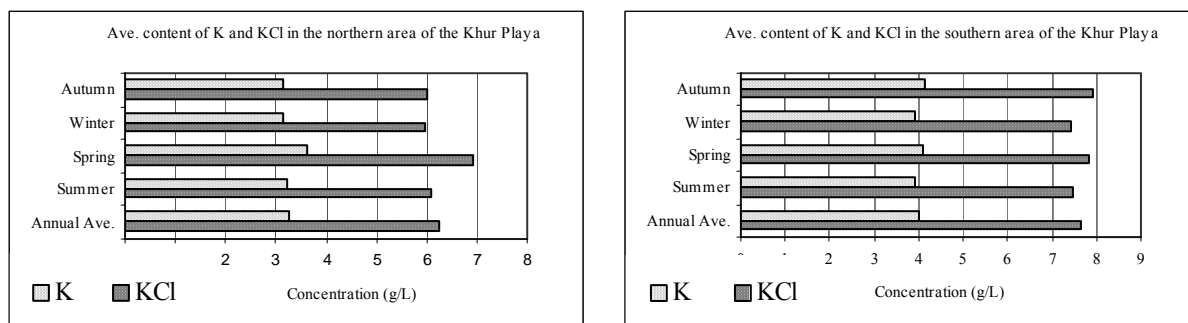 Ave. content of K and KCl in the northern area of the Khur Playa
Autumn
Winter
Spring
Summer
Annual Ave.
2 3 4 5 6 7 8
K KCl Concentration (g/L)
Ave. content of K and KCl in the southern area of the Khur Playa
Autumn
Winter
Spring
Summer
Annual Ave.
1 2 3 4 5 6 7 8 9
K KCl Concentration (g/L)